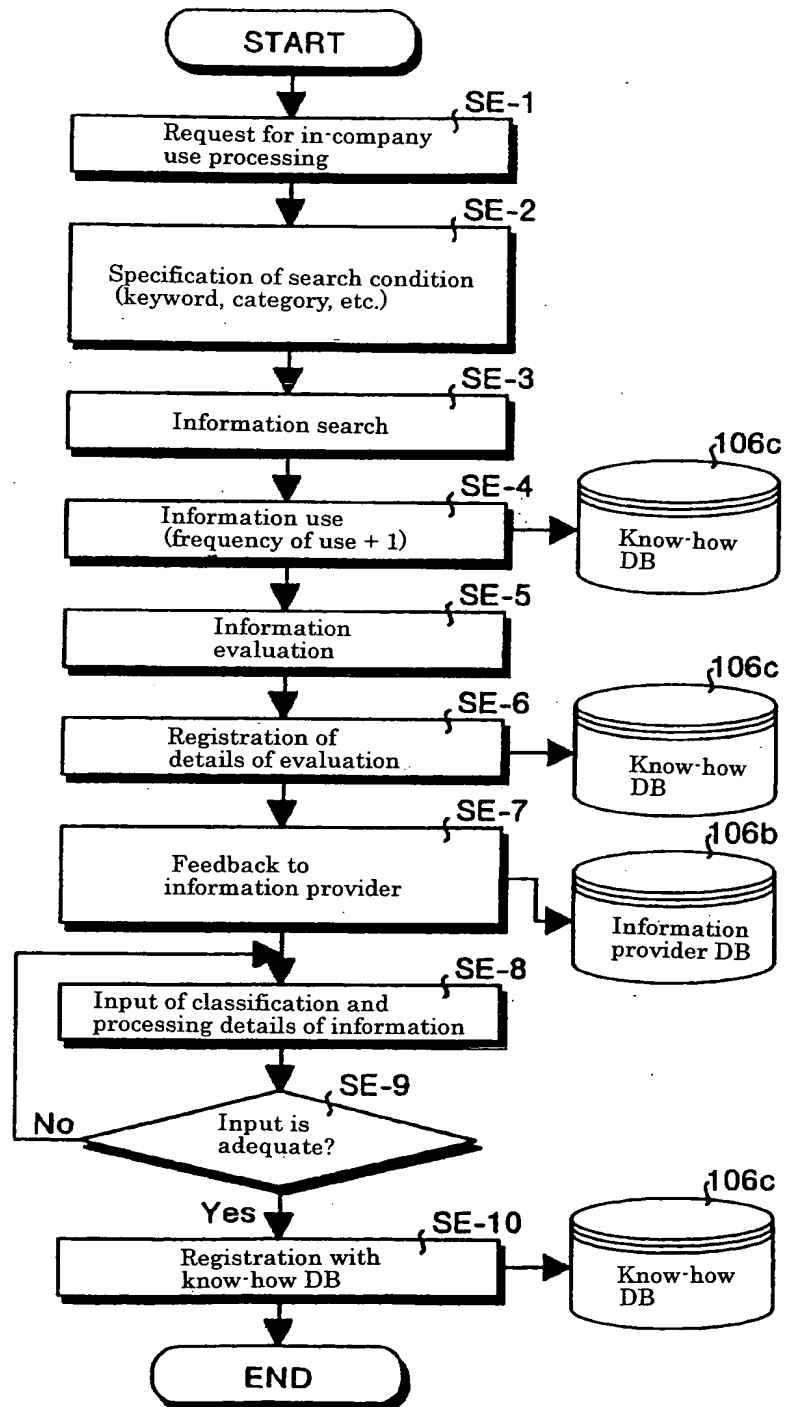 START
SE-1
Request for in-company
use processing
SE-2
Specification of search condition
(keyword, category, etc.)
SE-3
Information search
SE-4
Information use
(frequency of use + 1)
106c
Know-how
DB
SE-5
Information
evaluation
SE-6
Registration of
details of evaluation
106c
Know-how
DB
SE-7
Feedback to
information provider
106b
Information
provider DB
SE-8
Input of classification and
processing details of information
SE-9
Input is
adequate?
No
Yes
SE-10
Registration with
know-how DB
106c
Know-how
DB
END